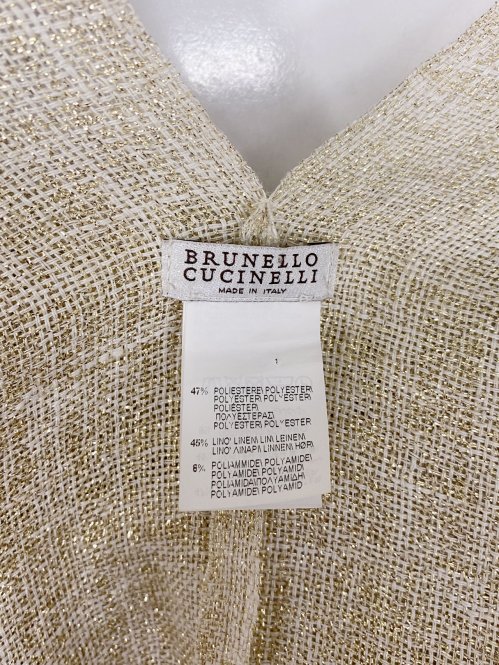 BRUNELLO
CUCINELLI
MADE IN ITALY
1
47% POLIESTERE\ POLYESTER\
POLYESTER\ POLYESTER\
POLIÉSTER\
ΠΟΛΥΕΣΤΕΡΑΣ\
POLYESTER\ POLYESTER
45% LINO\ LINEN\ LIN\ LEINEN\
LINO\ ΛΙΝΑΡΙ\ LINNEN\ HØR\
8% POLIAMMIDE\ POLYAMIDE\
POLYAMIDE\ POLYAMID\
POLIAMIDA\ ΠΟΛΥΑΜΙΔΗ\
POLYAMIDE\ POLYAMID